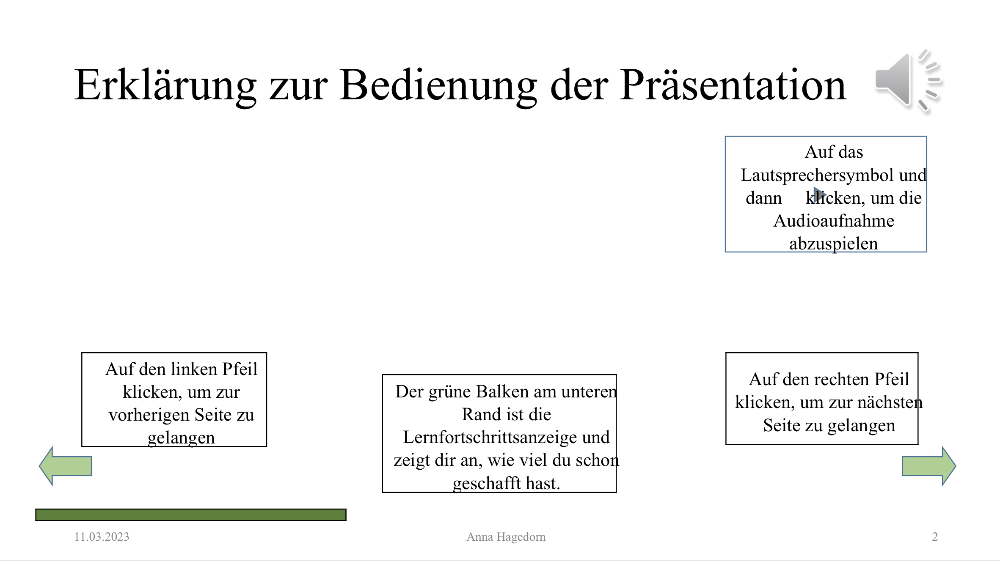 Erklärung zur Bedienung der Präsentation
Auf das
Lautsprechersymbol und
dann klicken, um die
Audioaufnahme
abzuspielen
Auf den linken Pfeil
klicken, um zur
vorherigen Seite zu
gelangen
Der grüne Balken am unteren
Rand ist die
Lernfortschrittsanzeige und
zeigt dir an, wie viel du schon
geschafft hast.
Auf den rechten Pfeil
klicken, um zur nächsten
Seite zu gelangen
11.03.2023
Anna Hagedorn
2